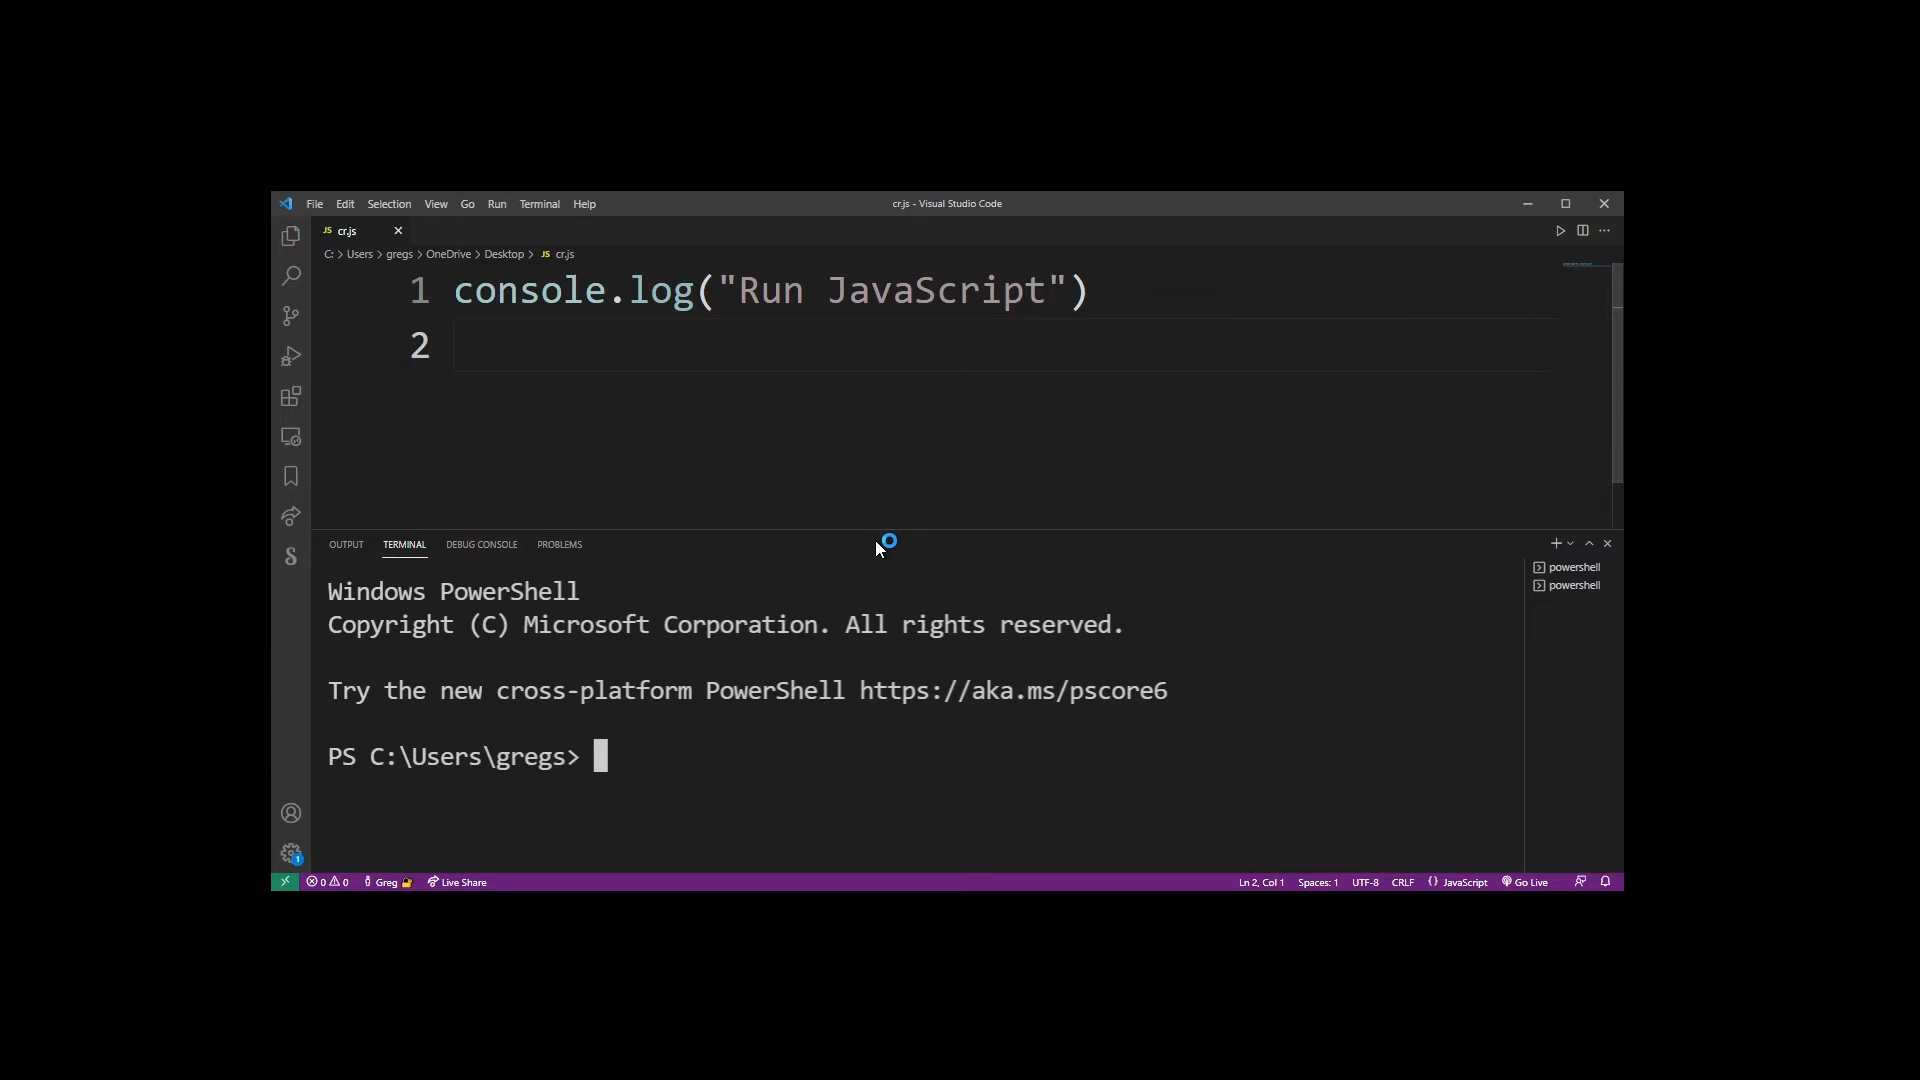 File Edit Selection View Go Run Terminal Help
cr.js - Visual Studio Code
JS cr.js
C: > Users > gregs > OneDrive > Desktop > JS cr.js
1 console.log("Run JavaScript")
2
OUTPUT TERMINAL DEBUG CONSOLE PROBLEMS
powershell
powershell
Windows PowerShell
Copyright (C) Microsoft Corporation. All rights reserved.
Try the new cross-platform PowerShell https://aka.ms/pscore6
PS C:\Users\gregs>
1
0 0 Greg Live Share Ln 2, Col 1 Spaces: 1 UTF-8 CRLF {} JavaScript Go Live